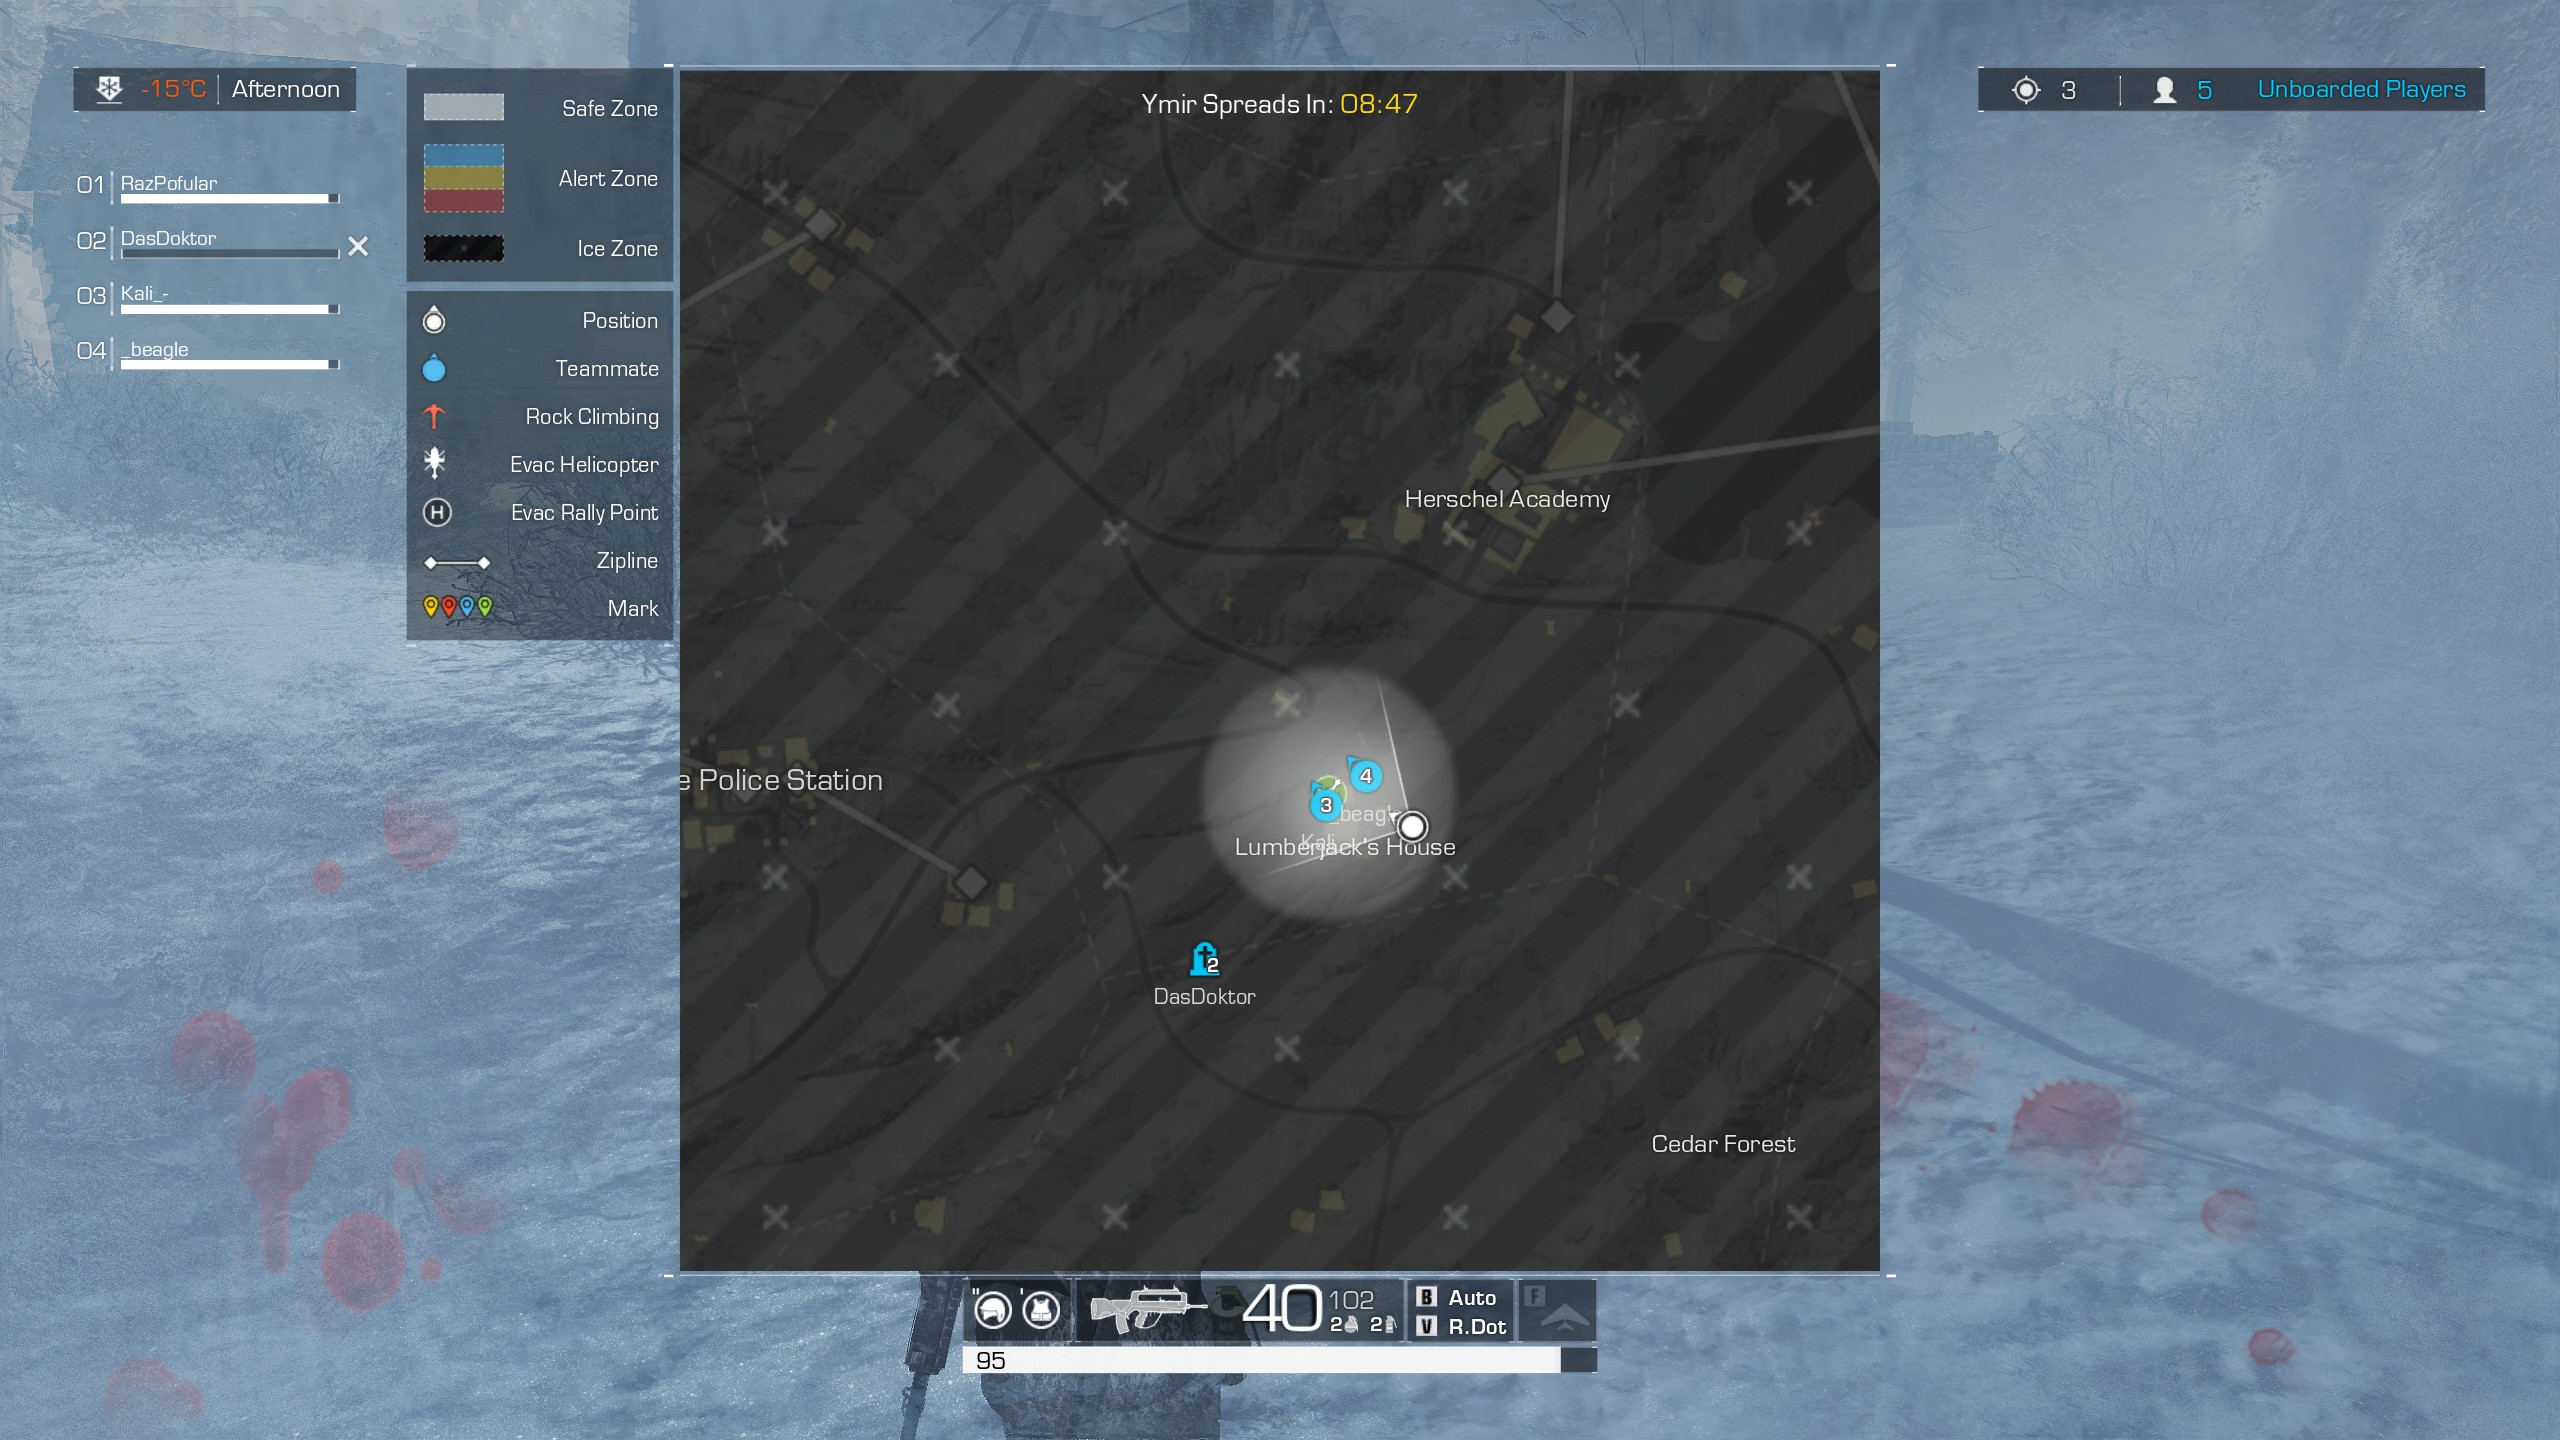 -15°C Afternoon
3 5 Unboarded Players
01 RazPofular
02 DasDoktor
03 Kali_-
04 _beagle
Safe Zone
Alert Zone
Ice Zone
Position
Teammate
Rock Climbing
Evac Helicopter
H Evac Rally Point
Zipline
Mark
Ymir Spreads In: 08:47
Herschel Academy
e Police Station
4
3
_beagle
Lumberjack's House
2
DasDoktor
Cedar Forest
40 102
2 2
B Auto
V R.Dot
F
95